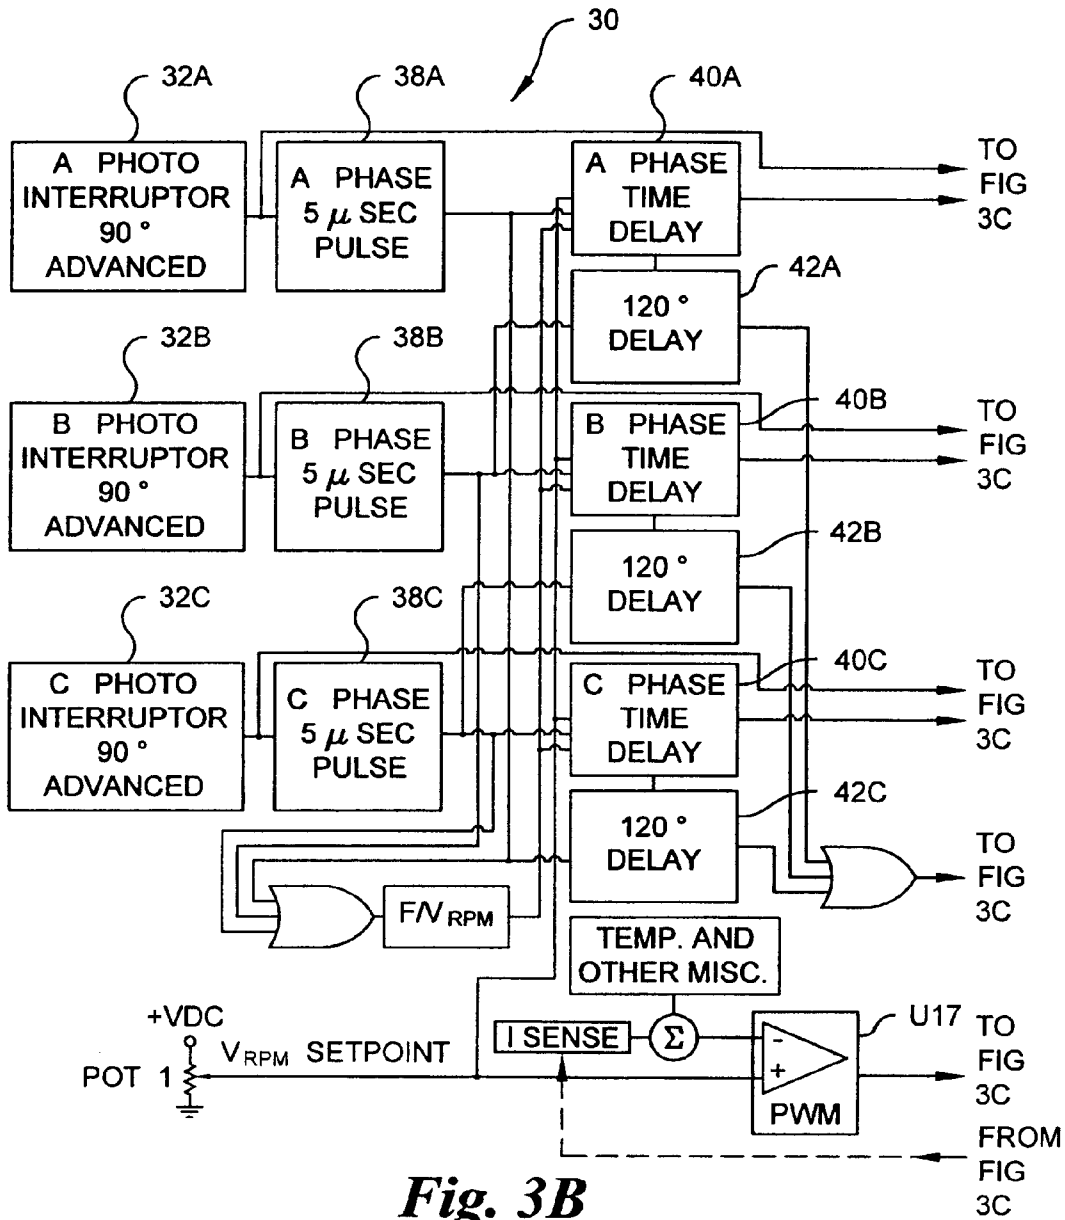 30
32A
38A
40A
A PHOTO
INTERRUPTOR
90°
ADVANCED
A PHASE
5 μ SEC
PULSE
A PHASE
TIME
DELAY
TO
FIG
3C
42A
120°
DELAY
32B
38B
40B
B PHOTO
INTERRUPTOR
90°
ADVANCED
B PHASE
5 μ SEC
PULSE
B PHASE
TIME
DELAY
TO
FIG
3C
42B
120°
DELAY
32C
38C
40C
C PHOTO
INTERRUPTOR
90°
ADVANCED
C PHASE
5 μ SEC
PULSE
C PHASE
TIME
DELAY
TO
FIG
3C
42C
120°
DELAY
TO
FIG
3C
F/VRPM
TEMP. AND
OTHER MISC.
+VDC
POT 1
VRPM SETPOINT
I SENSE
Σ
-
+
PWM
U17
TO
FIG
3C
FROM
FIG
3C
Fig. 3B